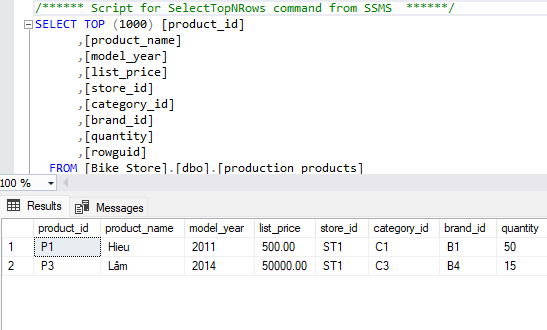 /****** Script for SelectTopNRows command from SSMS  ******/
SELECT TOP (1000) [product_id]
,[product_name]
,[model_year]
,[list_price]
,[store_id]
,[category_id]
,[brand_id]
,[quantity]
,[rowguid]
FROM [Bike Store].[dbo].[production products]
100 %
Results Messages
product_id product_name model_year list_price store_id category_id brand_id quantity
1 P1 Hieu 2011 500.00 ST1 C1 B1 50
2 P3 Lâm 2014 50000.00 ST1 C3 B4 15